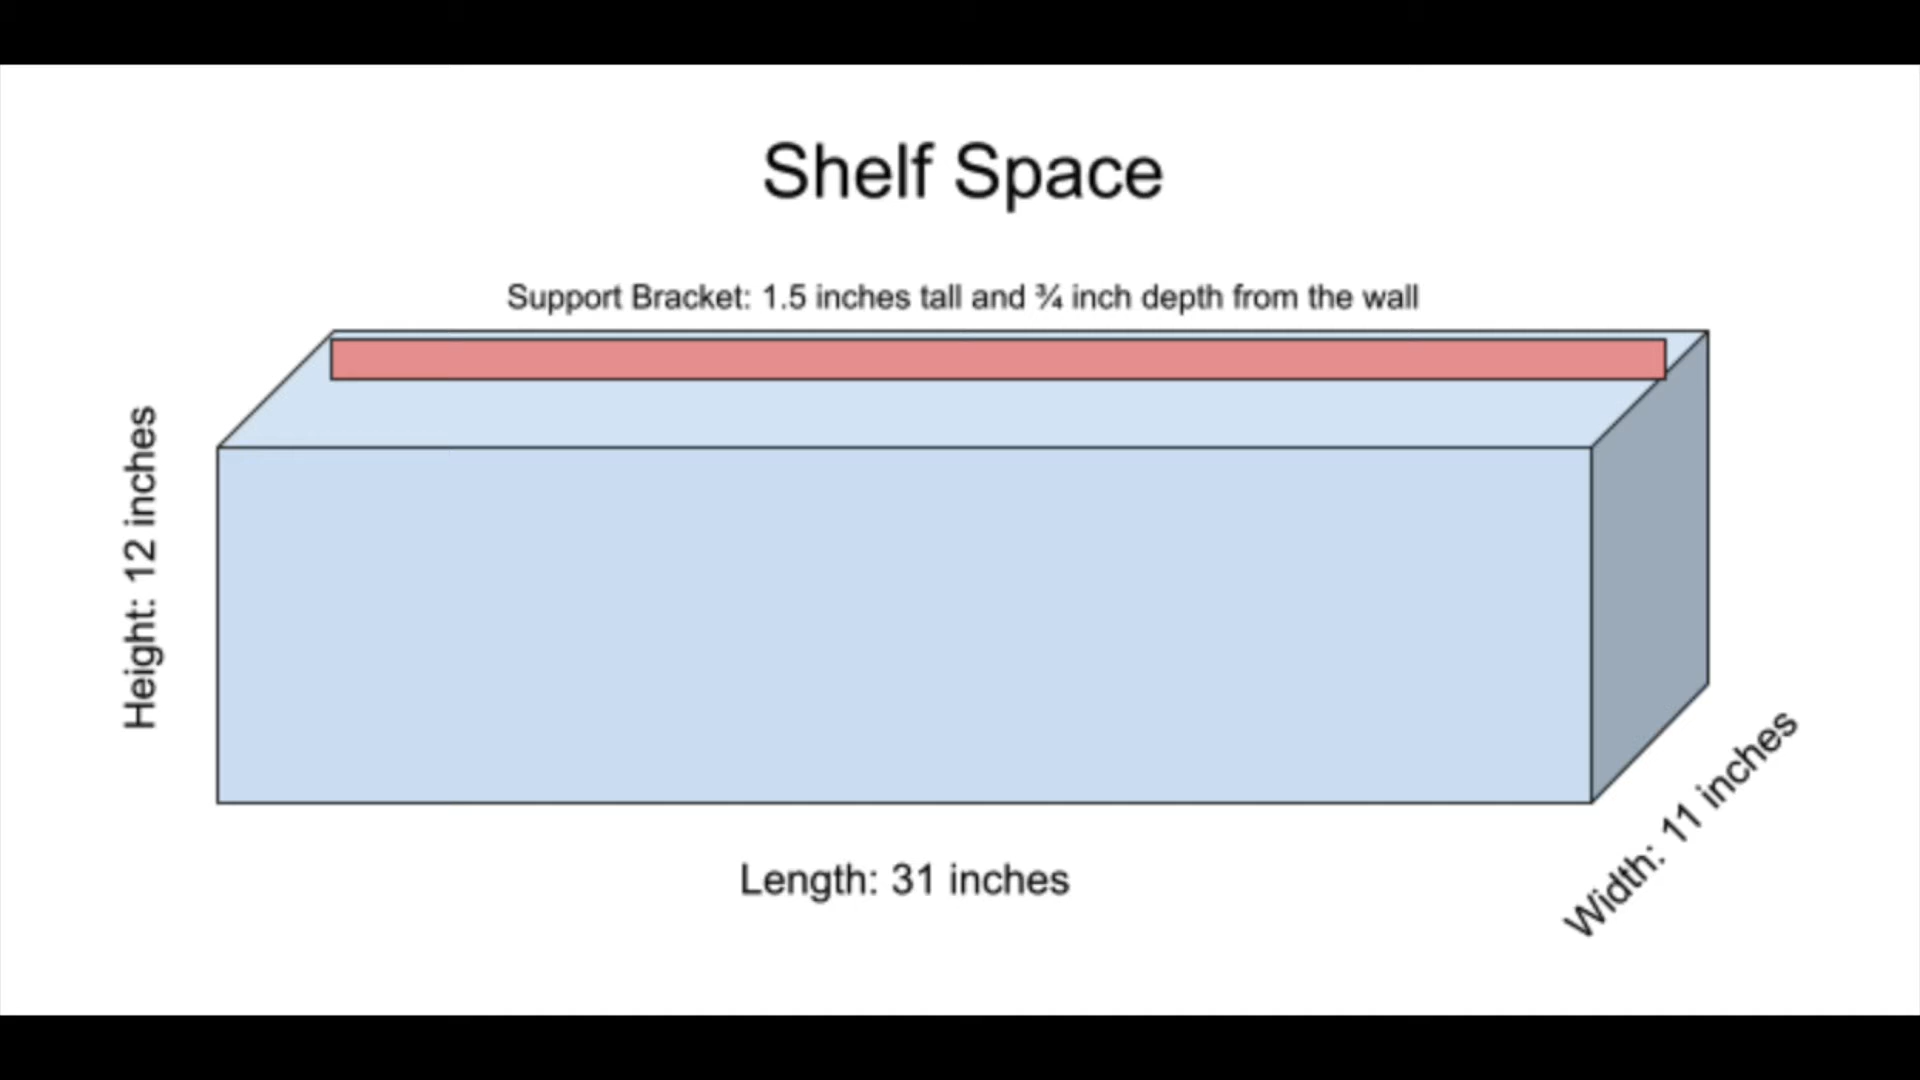 Shelf Space
Support Bracket: 1.5 inches tall and ¾ inch depth from the wall
Height: 12 inches
Length: 31 inches
Width: 11 inches